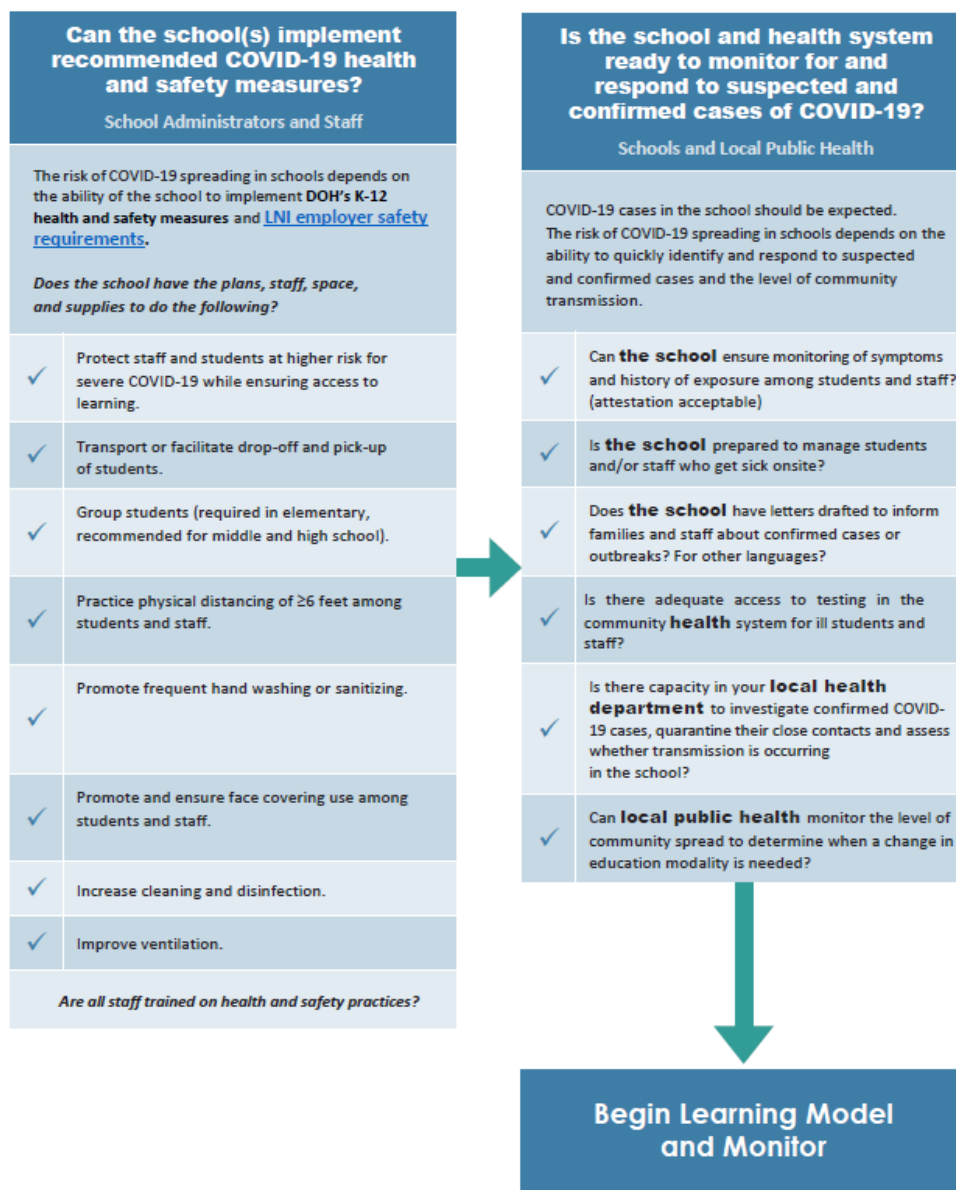 Can the school(s) implement
recommended COVID-19 health
and safety measures?
School Administrators and Staff
The risk of COVID-19 spreading in schools depends on
the ability of the school to implement DOH's K-12
health and safety measures and LNI employer safety
requirements.
Does the school have the plans, staff, space,
and supplies to do the following?
Protect staff and students at higher risk for
severe COVID-19 while ensuring access to
learning.
Transport or facilitate drop-off and pick-up
of students.
Group students (required in elementary,
recommended for middle and high school).
Practice physical distancing of ≥6 feet among
students and staff.
Promote frequent hand washing or sanitizing.
Promote and ensure face covering use among
students and staff.
Increase cleaning and disinfection.
Improve ventilation.
Are all staff trained on health and safety practices?
Is the school and health system
ready to monitor for and
respond to suspected and
confirmed cases of COVID-19?
Schools and Local Public Health
COVID-19 cases in the school should be expected.
The risk of COVID-19 spreading in schools depends on the
ability to quickly identify and respond to suspected
and confirmed cases and the level of community
transmission.
Can the school ensure monitoring of symptoms
and history of exposure among students and staff?
(attestation acceptable)
Is the school prepared to manage students
and/or staff who get sick onsite?
Does the school have letters drafted to inform
families and staff about confirmed cases or
outbreaks? For other languages?
Is there adequate access to testing in the
community health system for ill students and
staff?
Is there capacity in your local health
department to investigate confirmed COVID-
19 cases, quarantine their close contacts and assess
whether transmission is occurring
in the school?
Can local public health monitor the level of
community spread to determine when a change in
education modality is needed?
Begin Learning Model
and Monitor